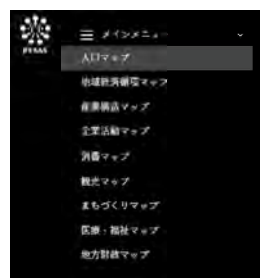 RESAS
メインメニュー
人口マップ
地域経済循環マップ
産業構造マップ
企業活動マップ
消費マップ
観光マップ
まちづくりマップ
医療・福祉マップ
地方財政マップ